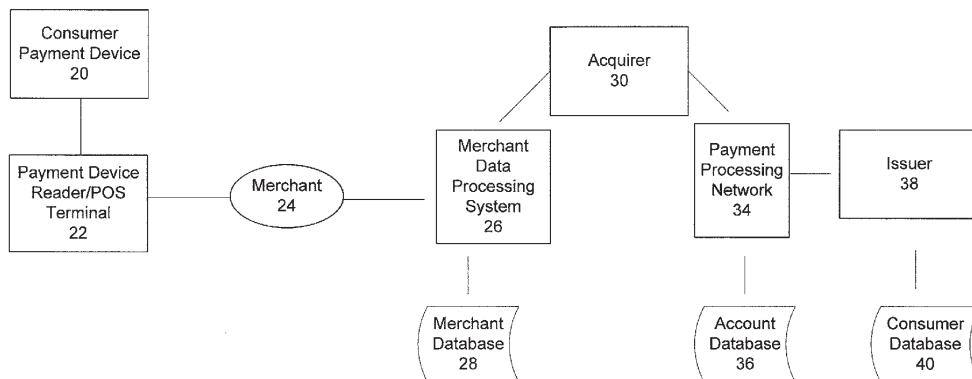 Consumer
Payment Device
20
Acquirer
30
Payment Device
Reader/POS
Terminal
22
Merchant
24
Merchant
Data
Processing
System
26
Payment
Processing
Network
34
Issuer
38
Merchant
Database
28
Account
Database
36
Consumer
Database
40